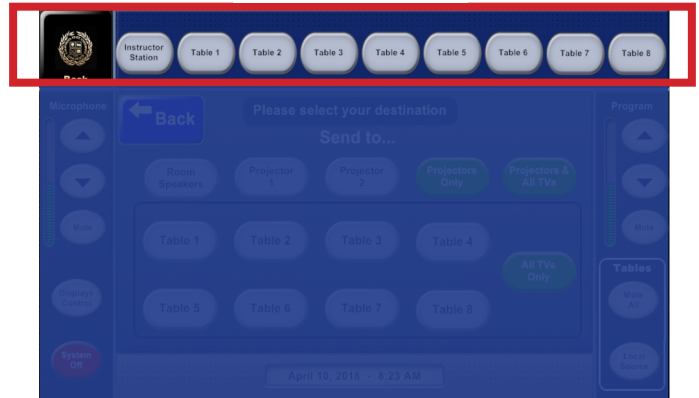 Instructor
Station
Table 1
Table 2
Table 3
Table 4
Table 5
Table 6
Table 7
Table 8
Back
Microphone
Back
Please select your destination
Program
Send to...
Room
Speakers
Projector
1
Projector
2
Projectors
Only
Projectors &
All TVs
Mute
Mute
Table 1
Table 2
Table 3
Table 4
All TVs
Only
Tables
Displays
Control
Mute
All
Table 5
Table 6
Table 7
Table 8
System
Off
Local
Source
April 10, 2018 - 8:23 AM